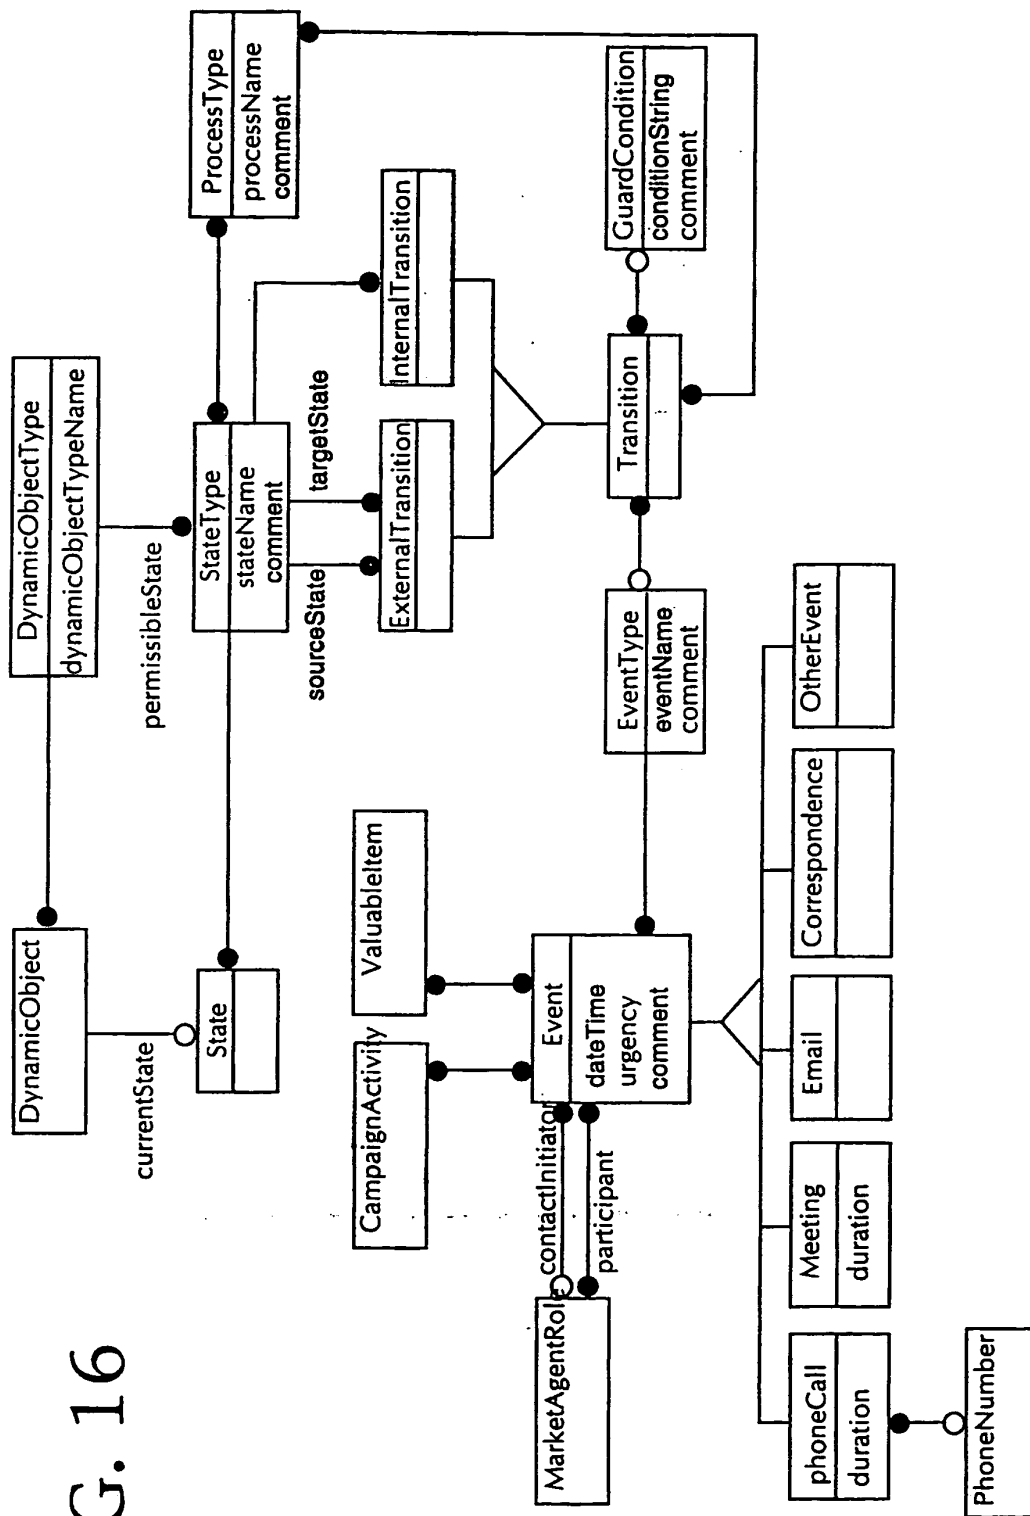 G. 16
DynamicObject
DynamicObjectType
dynamicObjectTypeName
currentState
permissibleState
State
StateType
stateName
comment
ProcessType
processName
comment
sourceState
targetState
CampaignActivity
ValuableItem
ExternalTransition
InternalTransition
MarketAgentRole
contactInitiator
participant
Event
dateTime
urgency
comment
EventType
eventName
comment
Transition
GuardCondition
conditionString
comment
phoneCall
duration
Meeting
duration
Email
Correspondence
OtherEvent
PhoneNumber